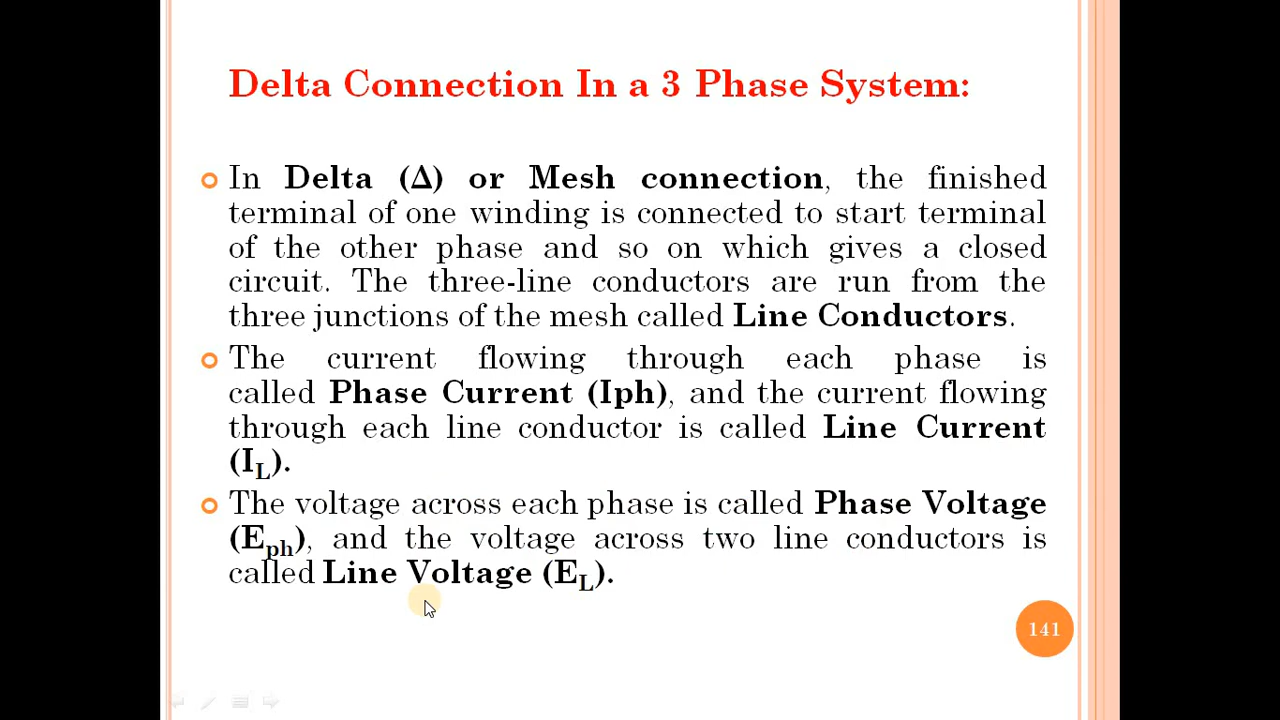 Delta Connection In a 3 Phase System:
In Delta (Δ) or Mesh connection, the finished
terminal of one winding is connected to start terminal
of the other phase and so on which gives a closed
circuit. The three-line conductors are run from the
three junctions of the mesh called Line Conductors.
The current flowing through each phase is
called Phase Current (Iph), and the current flowing
through each line conductor is called Line Current
(IL).
The voltage across each phase is called Phase Voltage
(Eph), and the voltage across two line conductors is
called Line Voltage (EL).
141